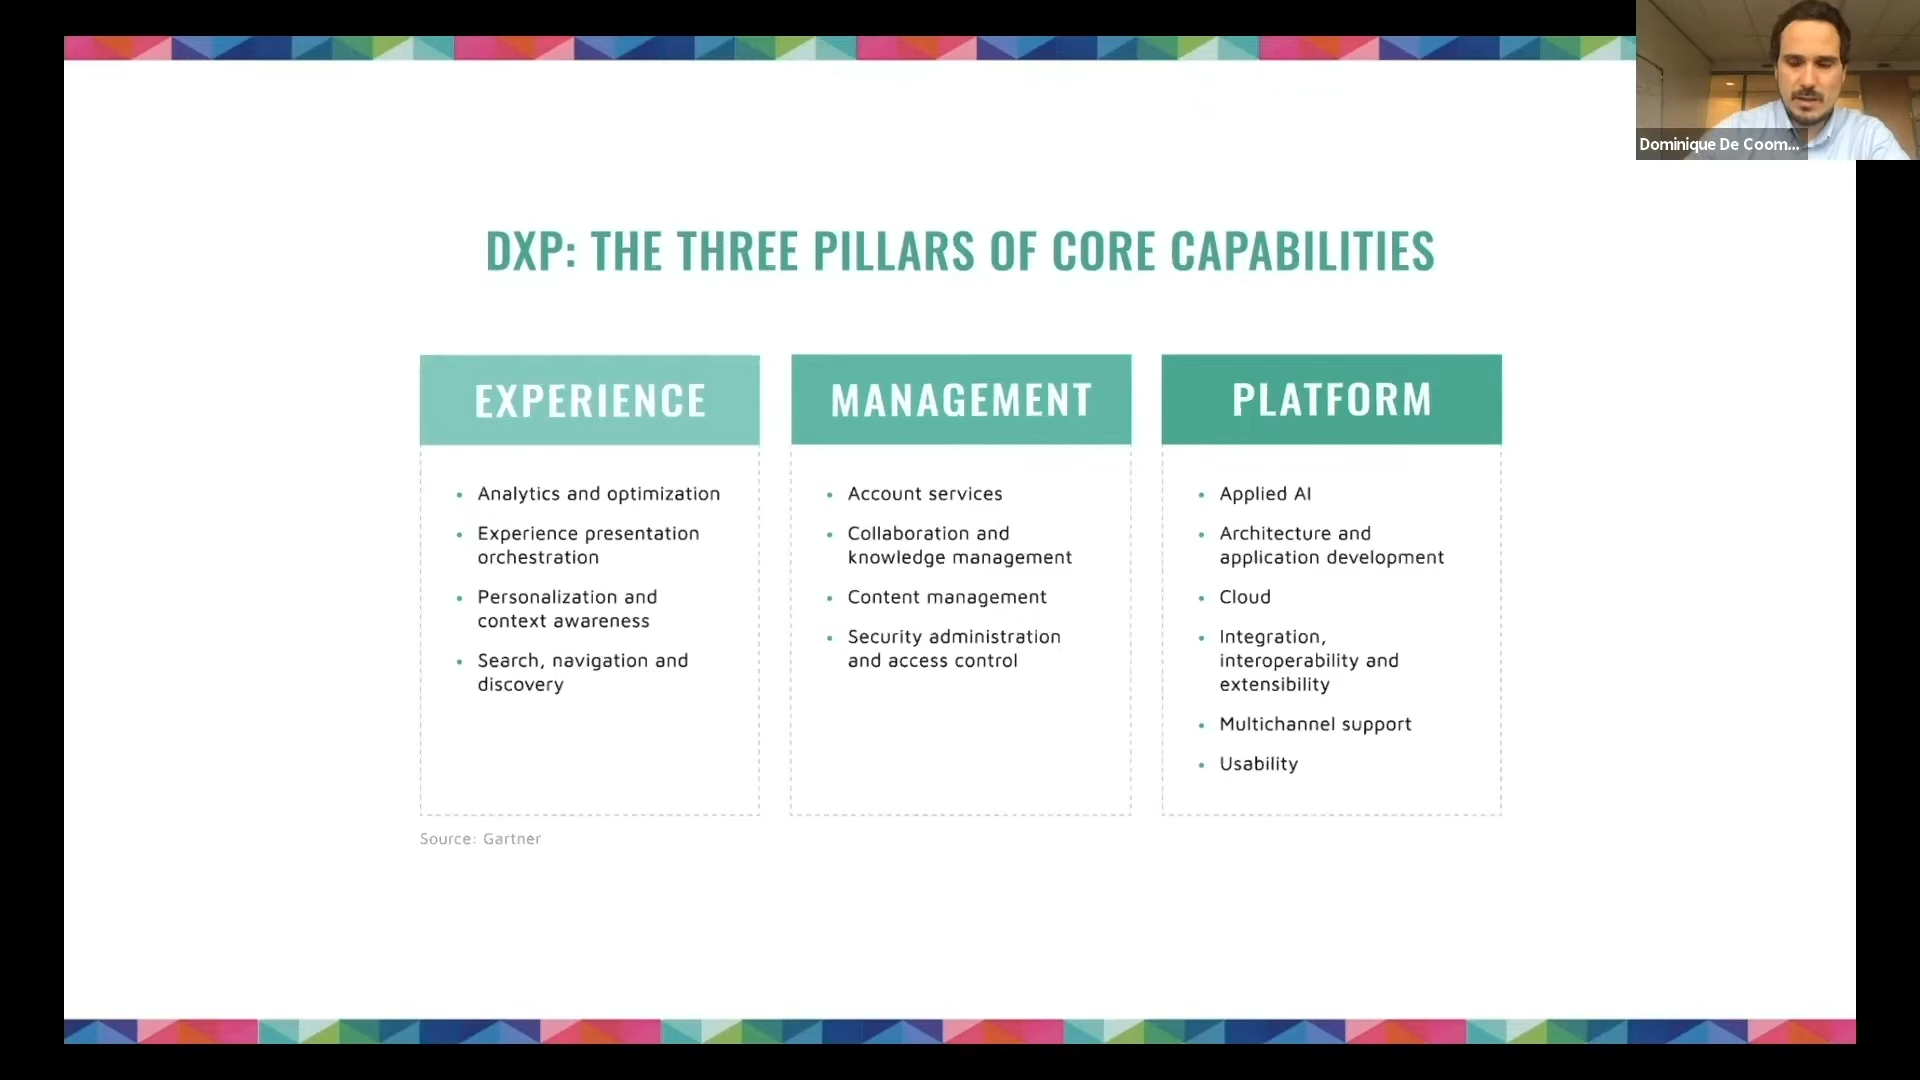 Dominique De Coom...
DXP: THE THREE PILLARS OF CORE CAPABILITIES
EXPERIENCE
• Analytics and optimization
• Experience presentation
orchestration
• Personalization and
context awareness
• Search, navigation and
discovery
MANAGEMENT
• Account services
• Collaboration and
knowledge management
• Content management
• Security administration
and access control
PLATFORM
• Applied AI
• Architecture and
application development
• Cloud
• Integration,
interoperability and
extensibility
• Multichannel support
• Usability
Source: Gartner